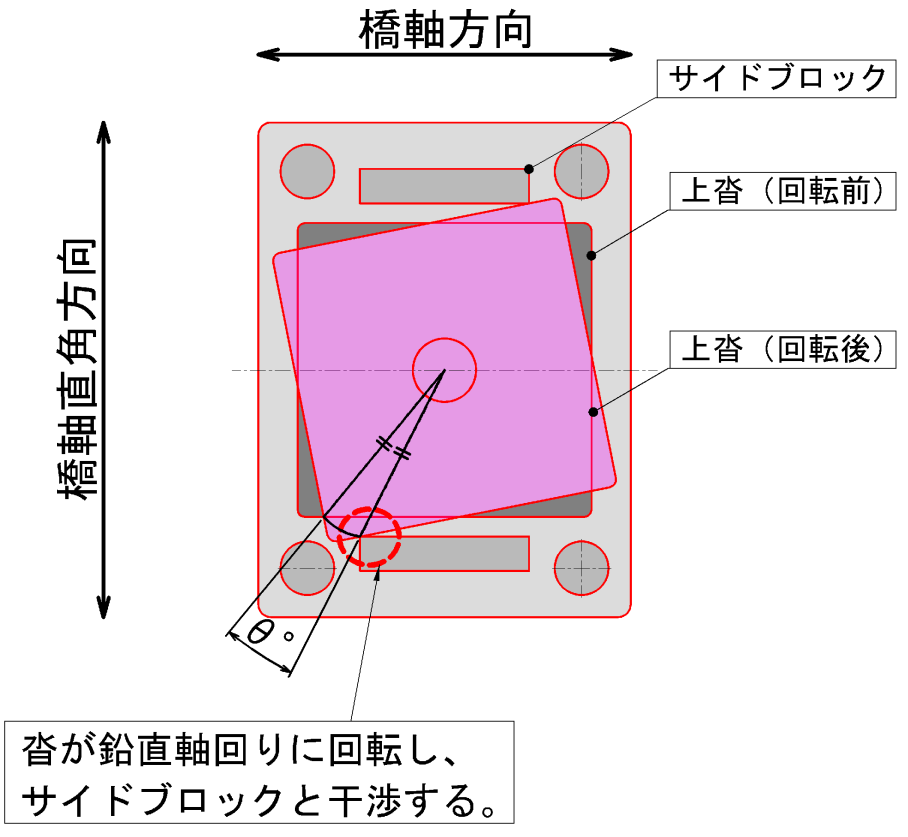 橋軸方向
サイドブロック
上沓（回転前）
橋軸直角方向
上沓（回転後）
θ°
沓が鉛直軸回りに回転し、
サイドブロックと干渉する。